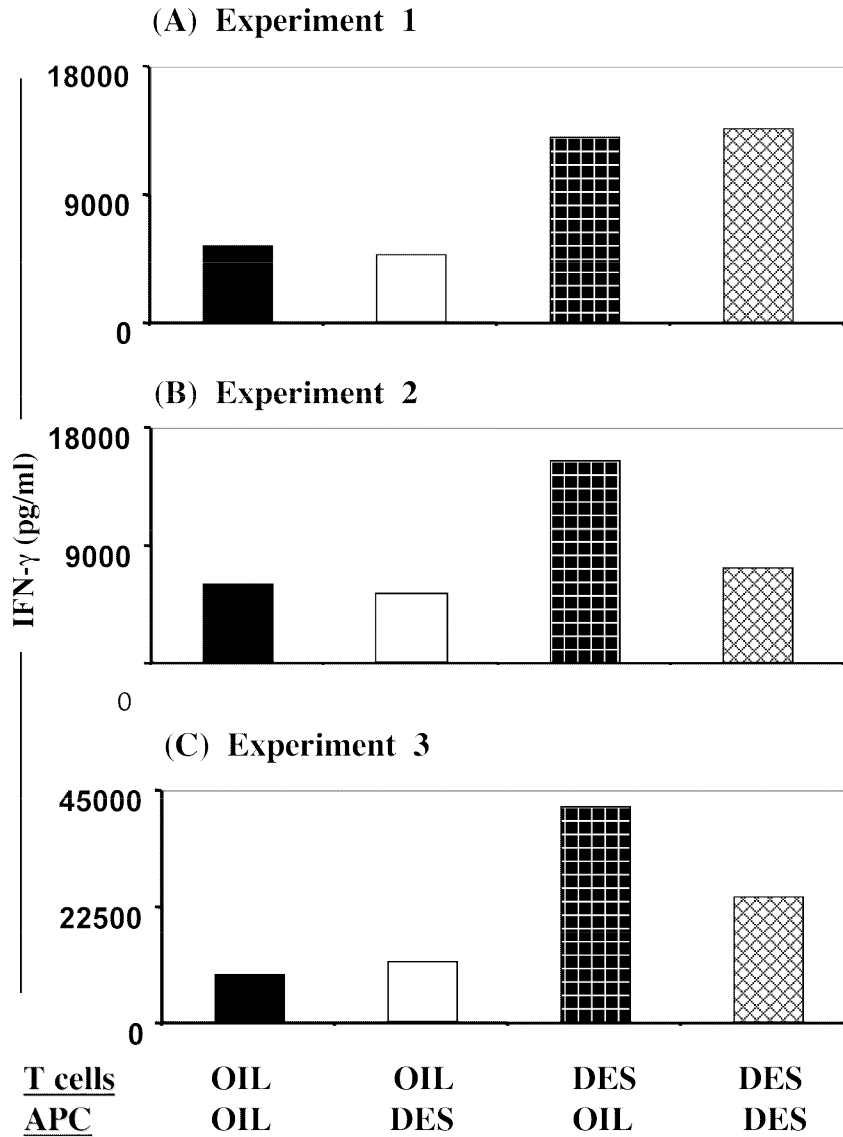 (A) Experiment 1
18000
9000
0
(B) Experiment 2
18000
9000
0
IFN-γ (pg/ml)
(C) Experiment 3
45000
22500
0
T cells OIL OIL DES DES
APC OIL DES OIL DES